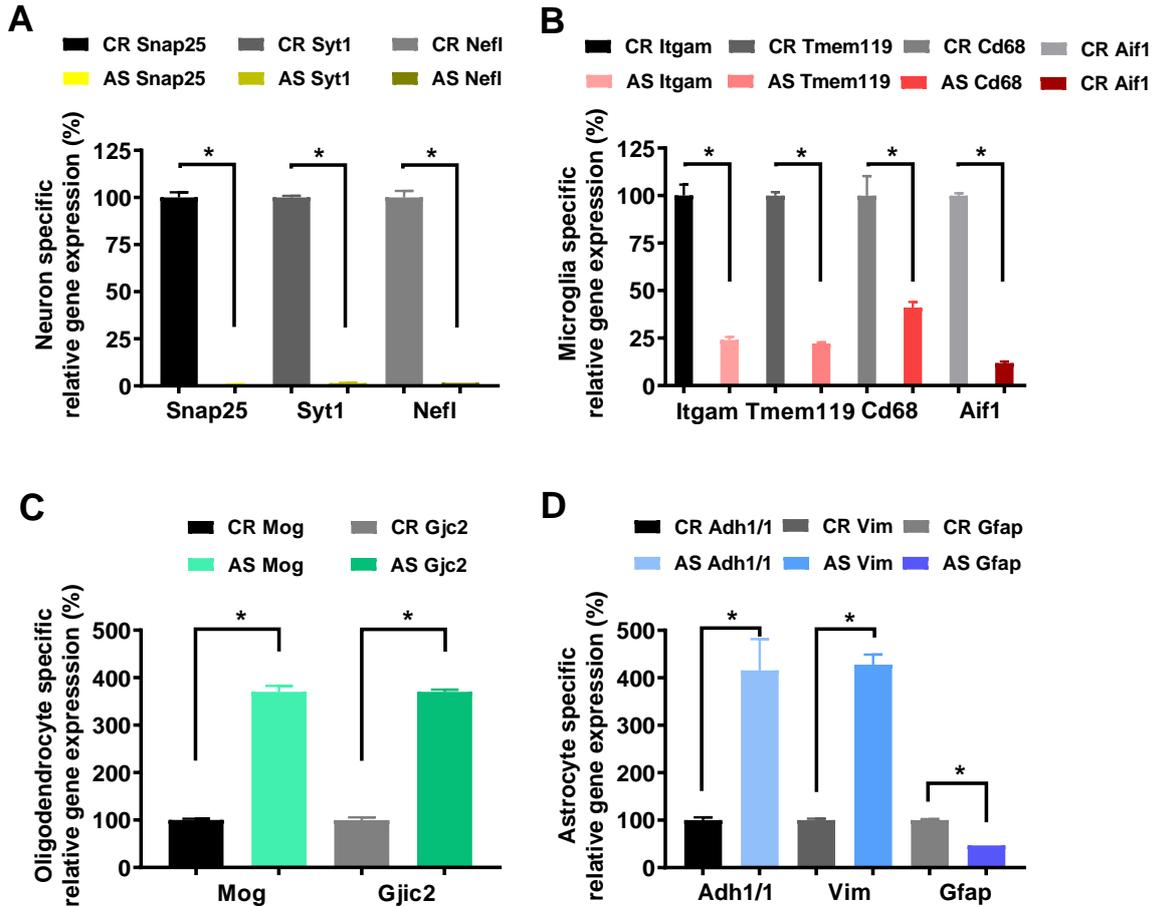 A
CR Snap25 CR Syt1 CR Nefl
AS Snap25 AS Syt1 AS Nefl
Neuron specific
relative gene expression (%)
125
100
75
50
25
0
* * *
Snap25 Syt1 Nefl
B
CR Itgam CR Tmem119 CR Cd68 CR Aif1
AS Itgam AS Tmem119 AS Cd68 CR Aif1
Microglia specific
relative gene expression (%)
125
100
75
50
25
0
* * * *
Itgam Tmem119 Cd68 Aif1
C
CR Mog CR Gjc2
AS Mog AS Gjc2
Oligodendrocyte specific
relative gene expresssion (%)
500
400
300
200
100
0
* *
Mog Gjic2
D
CR Adh1/1 CR Vim CR Gfap
AS Adh1/1 AS Vim AS Gfap
Astrocyte specific
relative gene expression (%)
500
400
300
200
100
0
* * *
Adh1/1 Vim Gfap